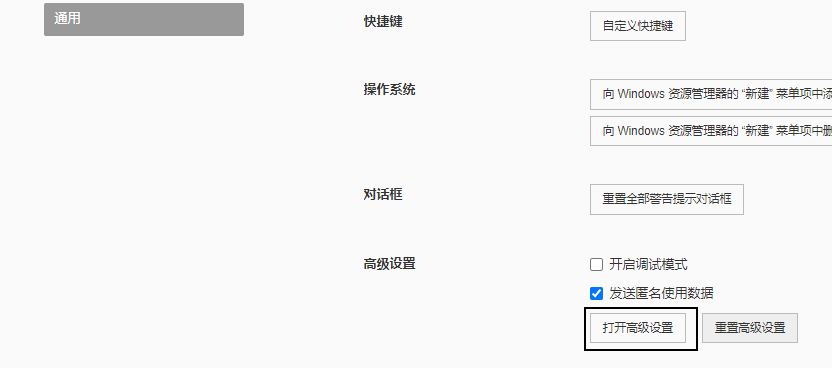 通用
快捷键
自定义快捷键
操作系统
向 Windows 资源管理器的 “新建” 菜单项中添
向 Windows 资源管理器的 “新建” 菜单项中删
对话框
重置全部警告提示对话框
高级设置
开启调试模式
发送匿名使用数据
打开高级设置 重置高级设置